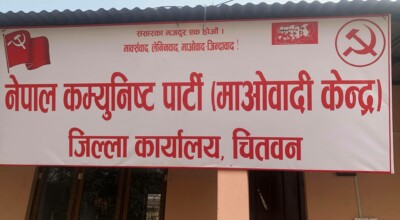 संसारका मजदुर एक होऔं ।
मार्क्सवाद लेनिनवाद, माओवाद जिन्दावाद !
नेपाल कम्युनिष्ट पार्टी (माओवादी केन्द्र)
जिल्ला कार्यालय, चितवन